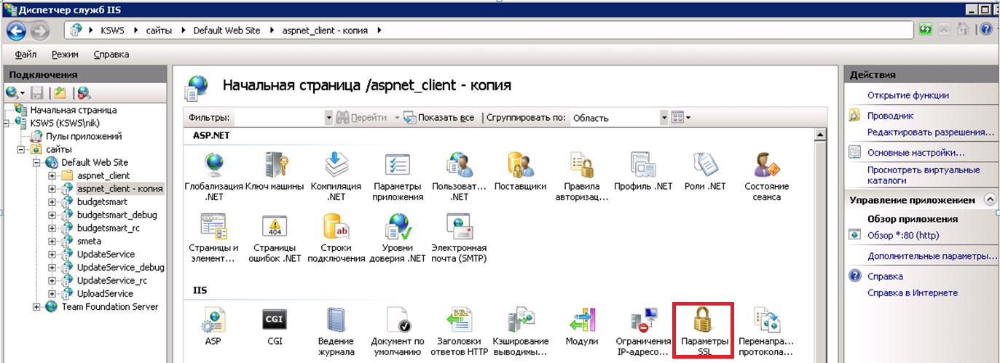 Диспетчер служб IIS
KSWS сайты Default Web Site aspnet_client - копия
Файл Режим Справка
Подключения
Начальная страница
KSWS (KSWS\nik)
Пулы приложений
сайты
Default Web Site
aspnet_client
aspnet_client - копия
budgetsmart
budgetsmart_debug
budgetsmart_rc
smeta
UpdateService
UpdateService_debug
UpdateService_rc
UploadService
Team Foundation Server
Начальная страница /aspnet_client - копия
Фильтры: Перейти Показать все Сгруппировать по: Область
ASP.NET
Глобализация .NET
Ключ машины
Компиляция .NET
Параметры приложения
Пользоват... .NET
Поставщики
Правила авторизац...
Профиль .NET
Роли .NET
Состояние сеанса
Страницы и элемент...
404
Страницы ошибок .NET
ab
Строки подключения
Уровни доверия .NET
Электронная почта (SMTP)
IIS
ASP
CGI
CGI
Ведение журнала
Документ по умолчанию
Заголовки ответов HTTP
Кэширование выводимы...
Модули
Ограничения IP-адресо...
Параметры SSL
Перенапра... протокола...
Действия
Открытие функции
Проводник
Редактировать разрешения...
Основные настройки...
Просмотреть виртуальные каталоги
Управление приложением
Обзор приложения
Обзор *:80 (http)
Дополнительные параметры...
Справка
Справка в Интернете